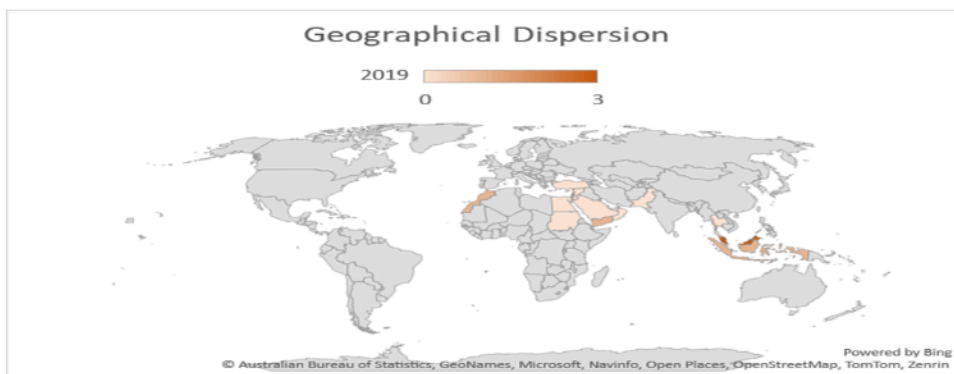 Geographical Dispersion
2019
0 3
Powered by Bing
© Australian Bureau of Statistics, GeoNames, Microsoft, Navinfo, Open Places, OpenStreetMap, TomTom, Zenrin